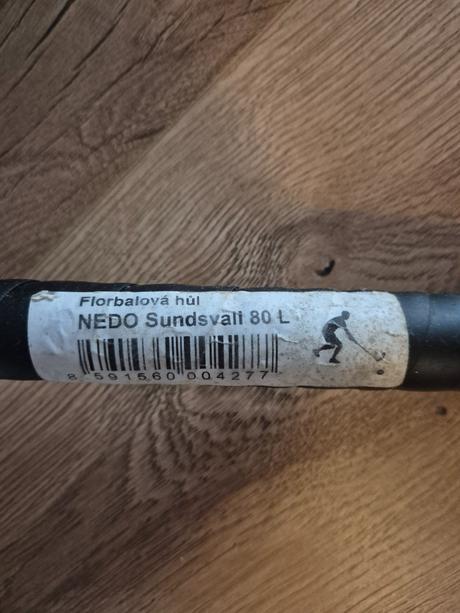 Florbalová hůl
NEDO Sundsvall 80 L
8 591560 004277